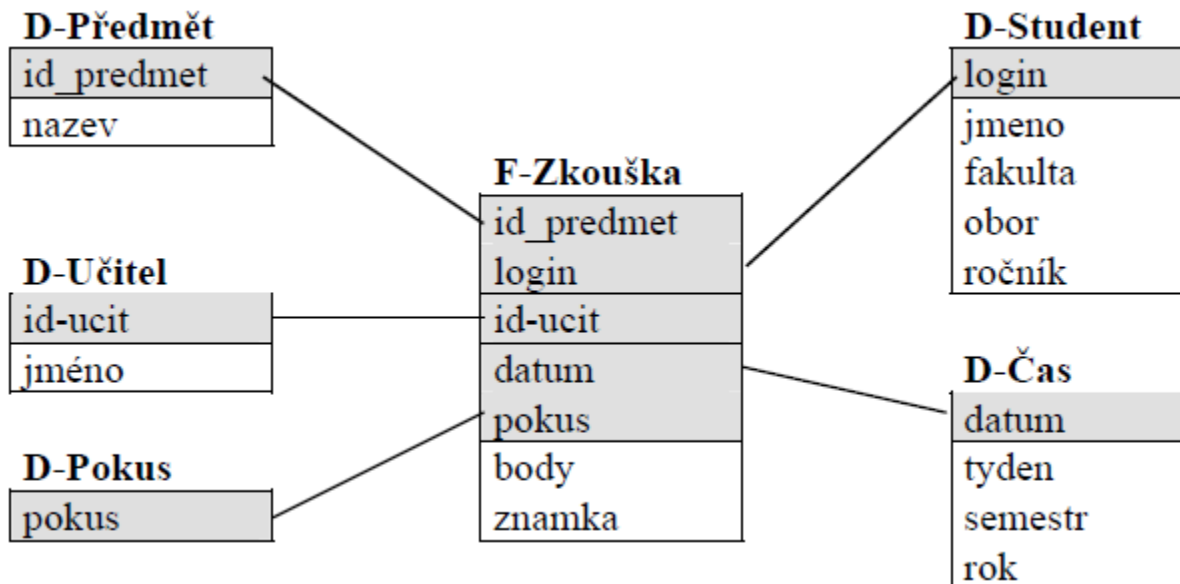 D-Předmět
id_predmet
nazev
D-Učitel
id-ucit
jméno
D-Pokus
pokus
F-Zkouška
id_predmet
login
id-ucit
datum
pokus
body
znamka
D-Student
login
jmeno
fakulta
obor
ročník
D-Čas
datum
tyden
semestr
rok